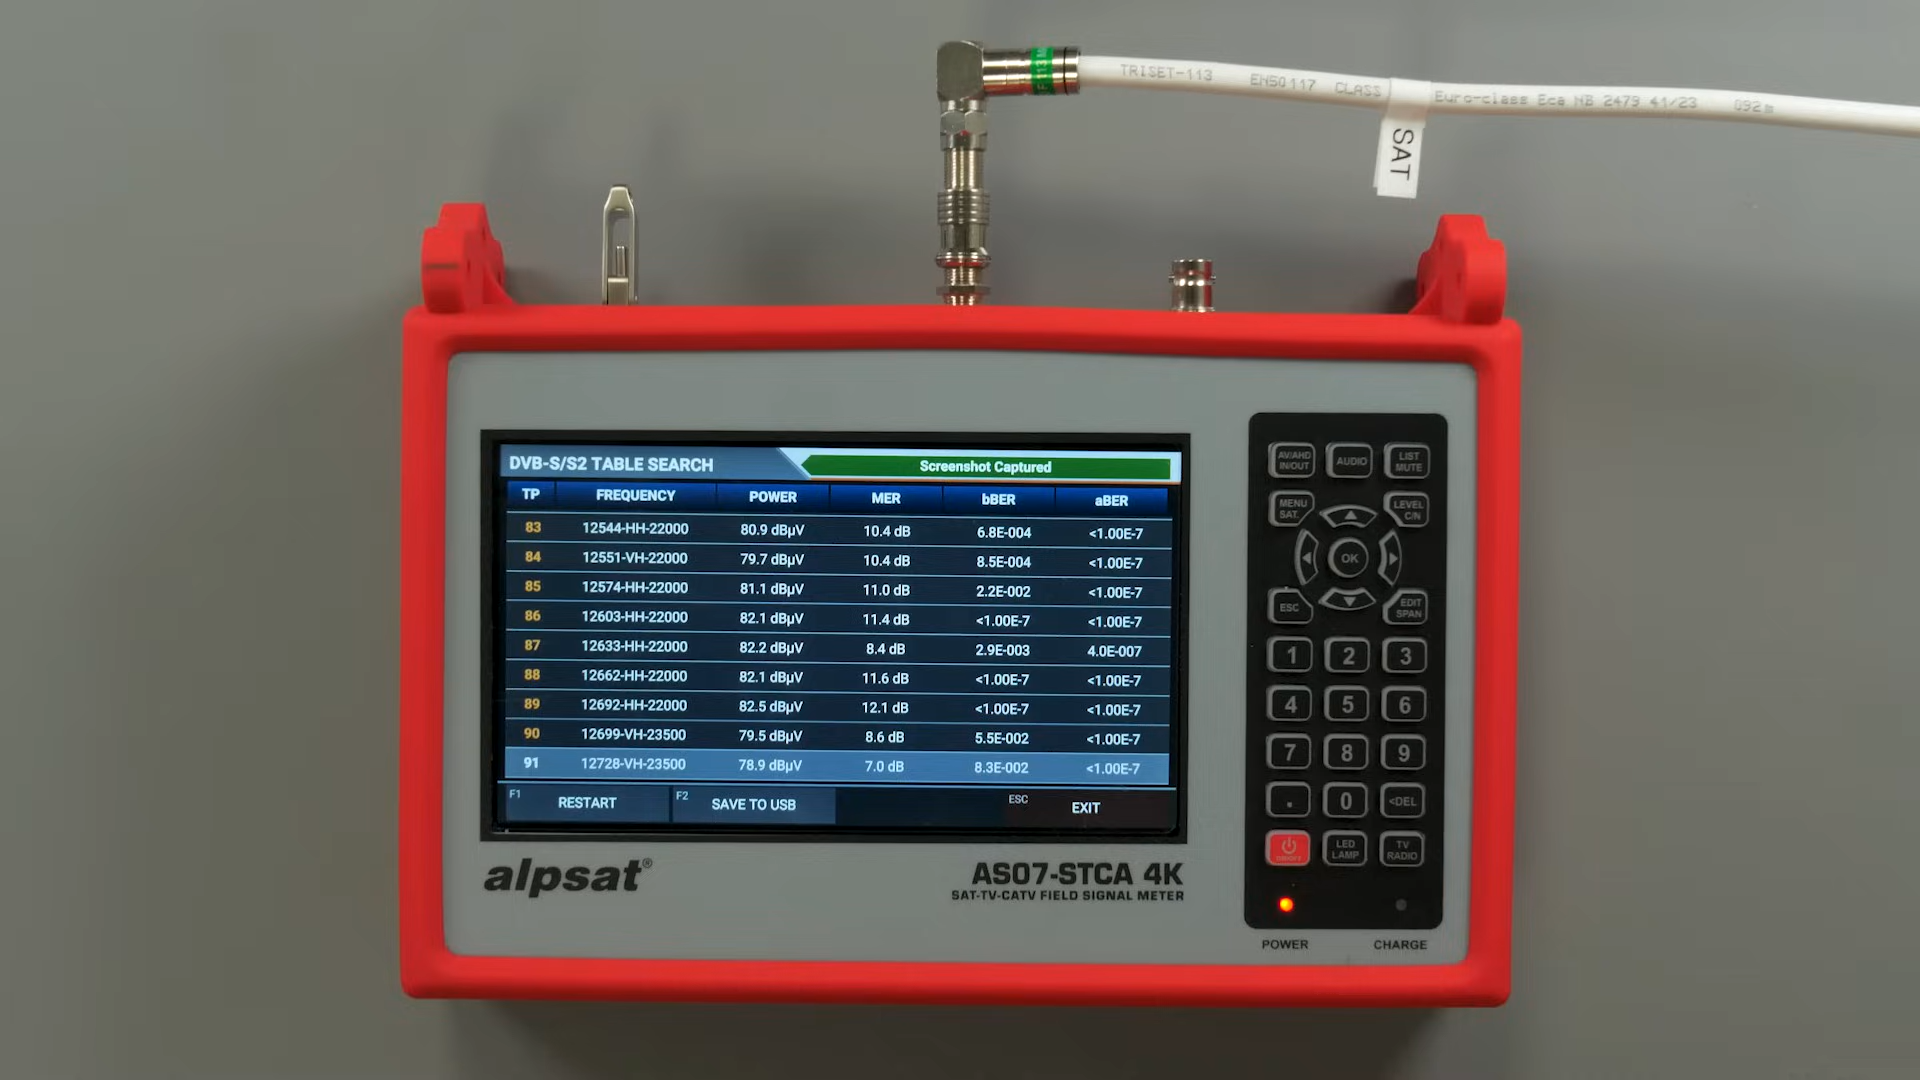 TRISET-113 EN50117 CLASS Euro-class Eca NB 2479 41/23 092m
SAT
DVB-S/S2 TABLE SEARCH
Screenshot Captured
TP FREQUENCY POWER MER bBER aBER
83 12544-HH-22000 80.9 dBµV 10.4 dB 6.8E-004 <1.00E-7
84 12551-VH-22000 79.7 dBµV 10.4 dB 8.5E-004 <1.00E-7
85 12574-HH-22000 81.1 dBµV 11.0 dB 2.2E-002 <1.00E-7
86 12603-HH-22000 82.1 dBµV 11.4 dB <1.00E-7 <1.00E-7
87 12633-HH-22000 82.2 dBµV 8.4 dB 2.9E-003 4.0E-007
88 12662-HH-22000 82.1 dBµV 11.6 dB <1.00E-7 <1.00E-7
89 12692-HH-22000 82.5 dBµV 12.1 dB <1.00E-7 <1.00E-7
90 12699-VH-23500 79.5 dBµV 8.6 dB 5.5E-002 <1.00E-7
91 12728-VH-23500 78.9 dBµV 7.0 dB 8.3E-002 <1.00E-7
F1 RESTART F2 SAVE TO USB ESC EXIT
alpsat®
AS07-STCA 4K
SAT-TV-CATV FIELD SIGNAL METER
AV/AHD IN/OUT
AUDIO
LIST MUTE
MENU SAT.
LEVEL C/N
OK
ESC
EDIT SPAN
1 2 3
4 5 6
7 8 9
. 0 <DEL
ON/OFF
LED LAMP
TV RADIO
POWER CHARGE